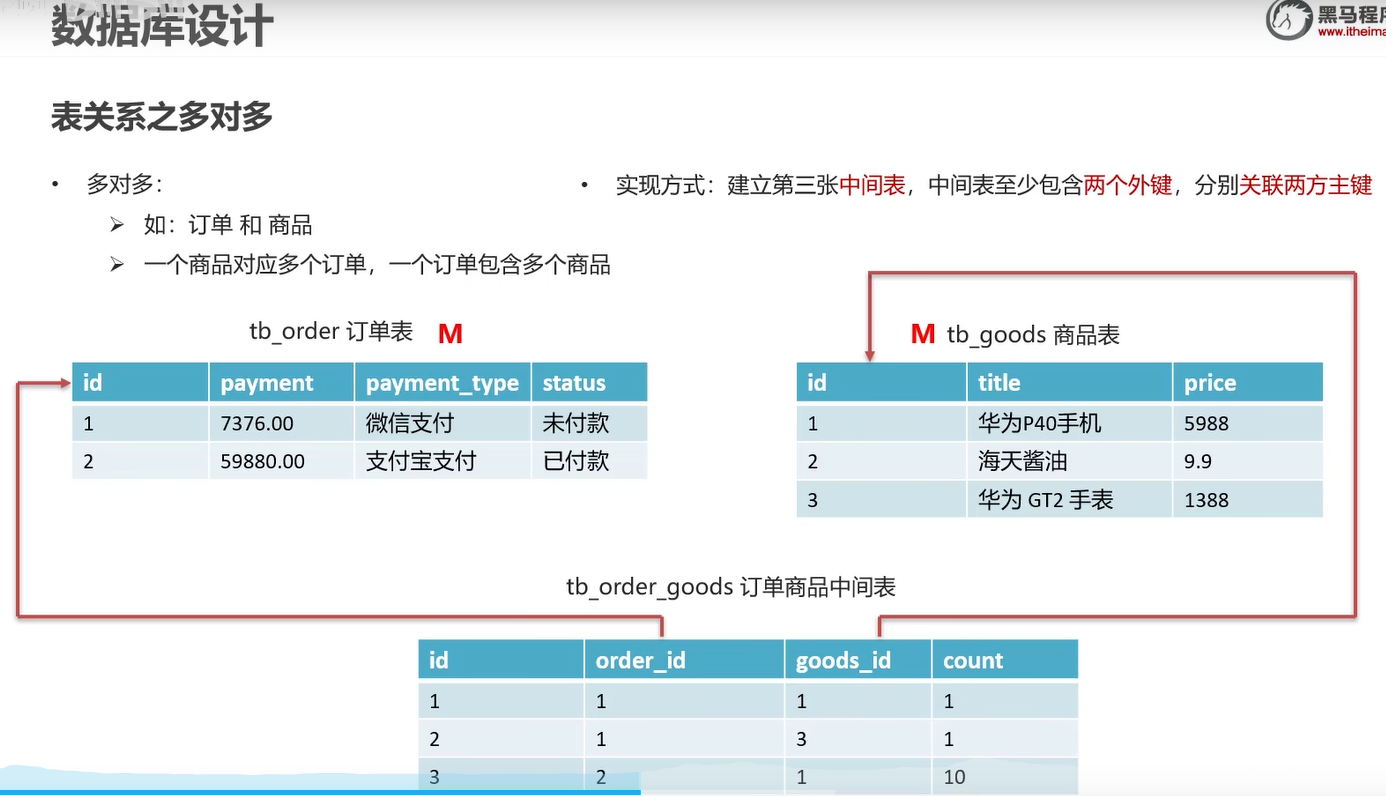 数据库设计
黑马程
www.itheima
表关系之多对多
• 多对多：
➢ 如：订单 和 商品
➢ 一个商品对应多个订单，一个订单包含多个商品
• 实现方式：建立第三张中间表，中间表至少包含两个外键，分别关联两方主键
tb_order 订单表 M
id payment payment_type status
1 7376.00 微信支付 未付款
2 59880.00 支付宝支付 已付款
M tb_goods 商品表
id title price
1 华为P40手机 5988
2 海天酱油 9.9
3 华为 GT2 手表 1388
tb_order_goods 订单商品中间表
id order_id goods_id count
1 1 1 1
2 1 3 1
3 2 1 10